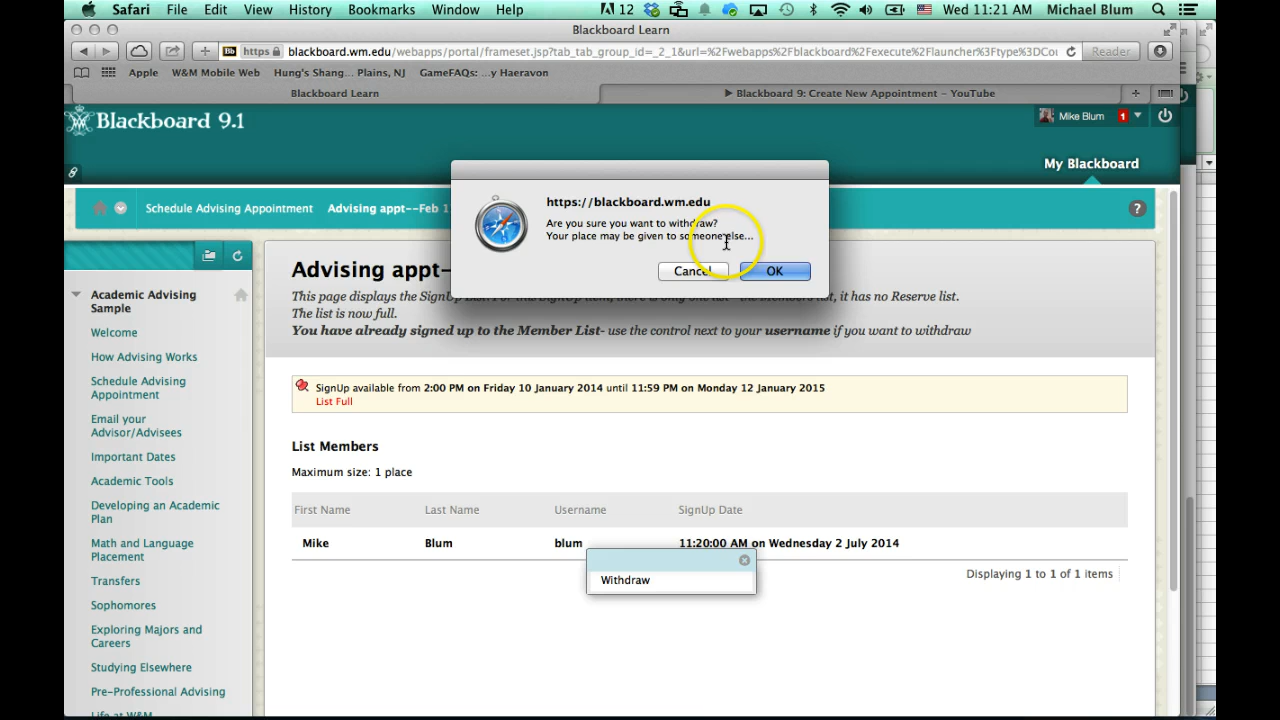 Safari File Edit View History Bookmarks Window Help 12 Wed 11:21 AM Michael Blum
Blackboard Learn
Bb https blackboard.wm.edu/webapps/portal/frameset.jsp?tab_tab_group_id=_2_1&url=%2Fwebapps%2Fblackboard%2Fexecute%2Flauncher%3Ftype%3DCou Reader
Apple W&M Mobile Web Hung's Shang... Plains, NJ GameFAQs: ...y Haeravon
Blackboard Learn ▶ Blackboard 9: Create New Appointment – YouTube +
Blackboard 9.1
Mike Blum 1
My Blackboard
Schedule Advising Appointment Advising appt--Feb 1 ?
https://blackboard.wm.edu
Are you sure you want to withdraw?
Your place may be given to someone else...
Cancel OK
Academic Advising
Sample
Welcome
How Advising Works
Schedule Advising
Appointment
Email your
Advisor/Advisees
Important Dates
Academic Tools
Developing an Academic
Plan
Math and Language
Placement
Transfers
Sophomores
Exploring Majors and
Careers
Studying Elsewhere
Pre-Professional Advising
Life at W&M
Advising appt-
This page displays the SignUp it has no Reserve list.
The list is now full.
You have already signed up to the Member List- use the control next to your username if you want to withdraw
SignUp available from 2:00 PM on Friday 10 January 2014 until 11:59 PM on Monday 12 January 2015
List Full
List Members
Maximum size: 1 place
First Name Last Name Username SignUp Date
Mike Blum blum 11:20:00 AM on Wednesday 2 July 2014
Withdraw
Displaying 1 to 1 of 1 items